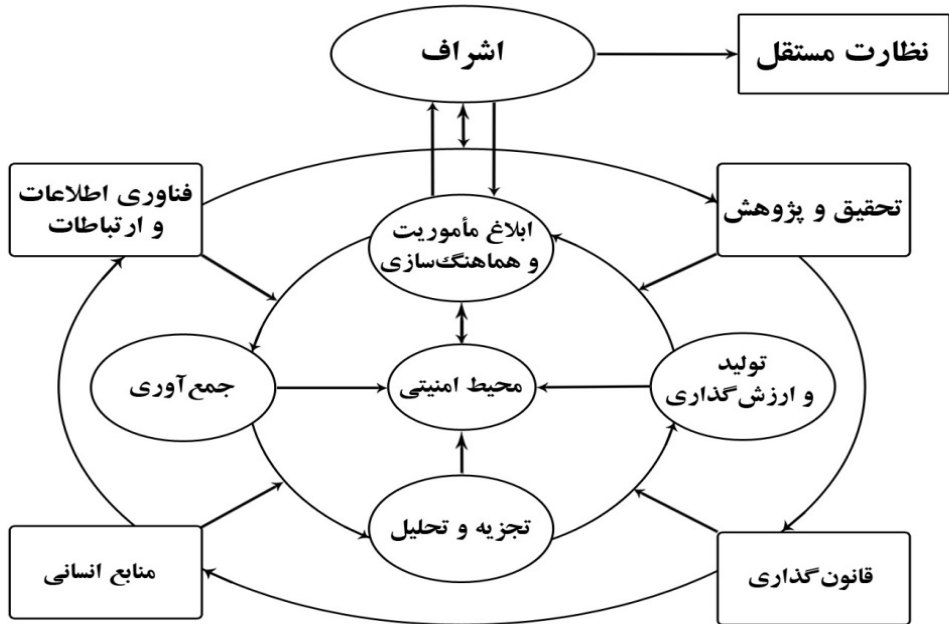 اشراف
نظارت مستقل
تحقیق و پژوهش
فناوری اطلاعات
و ارتباطات
ابلاغ مأموریت
و هماهنگ‌سازی
تولید
و ارزش‌گذاری
محیط امنیتی
جمع‌آوری
تجزیه و تحلیل
قانون‌گذاری
منابع انسانی